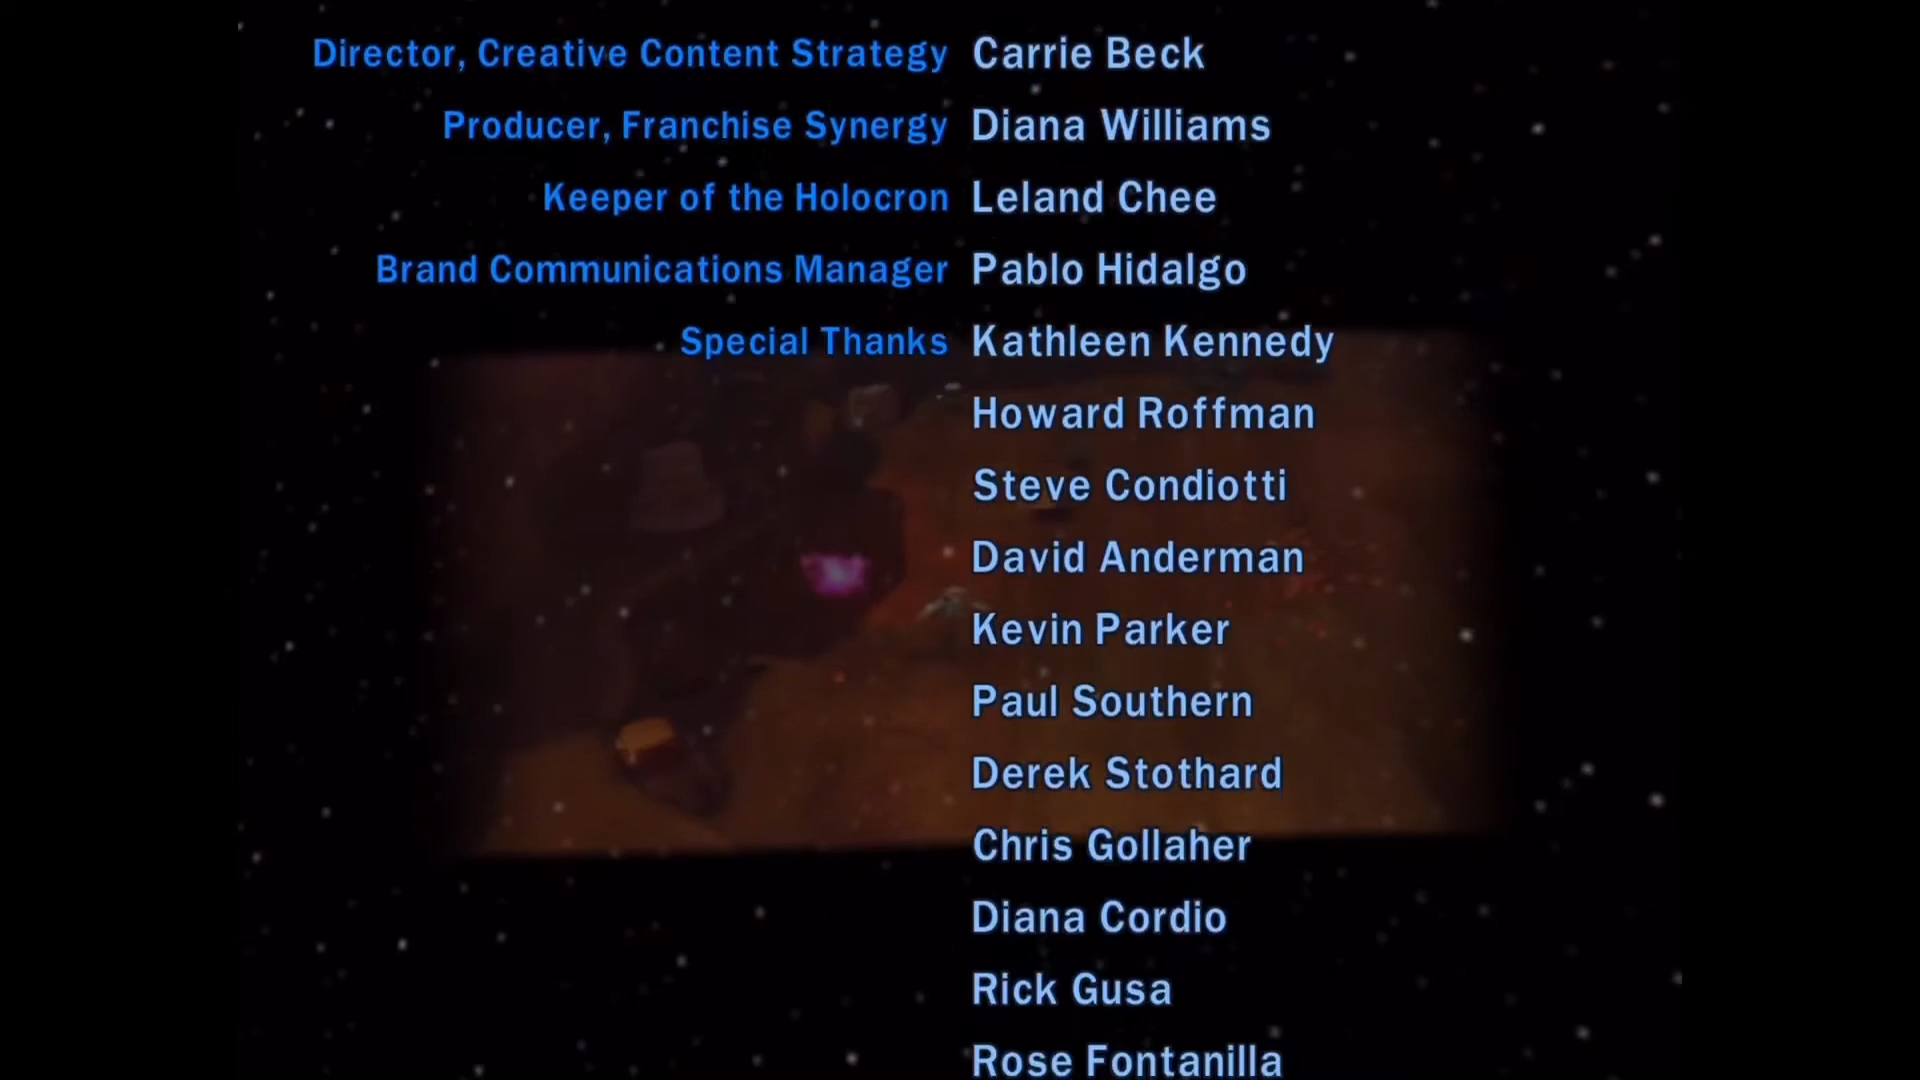 Director, Creative Content Strategy Carrie Beck
Producer, Franchise Synergy Diana Williams
Keeper of the Holocron Leland Chee
Brand Communications Manager Pablo Hidalgo
Special Thanks Kathleen Kennedy
Howard Roffman
Steve Condiotti
David Anderman
Kevin Parker
Paul Southern
Derek Stothard
Chris Gollaher
Diana Cordio
Rick Gusa
Rose Fontanilla